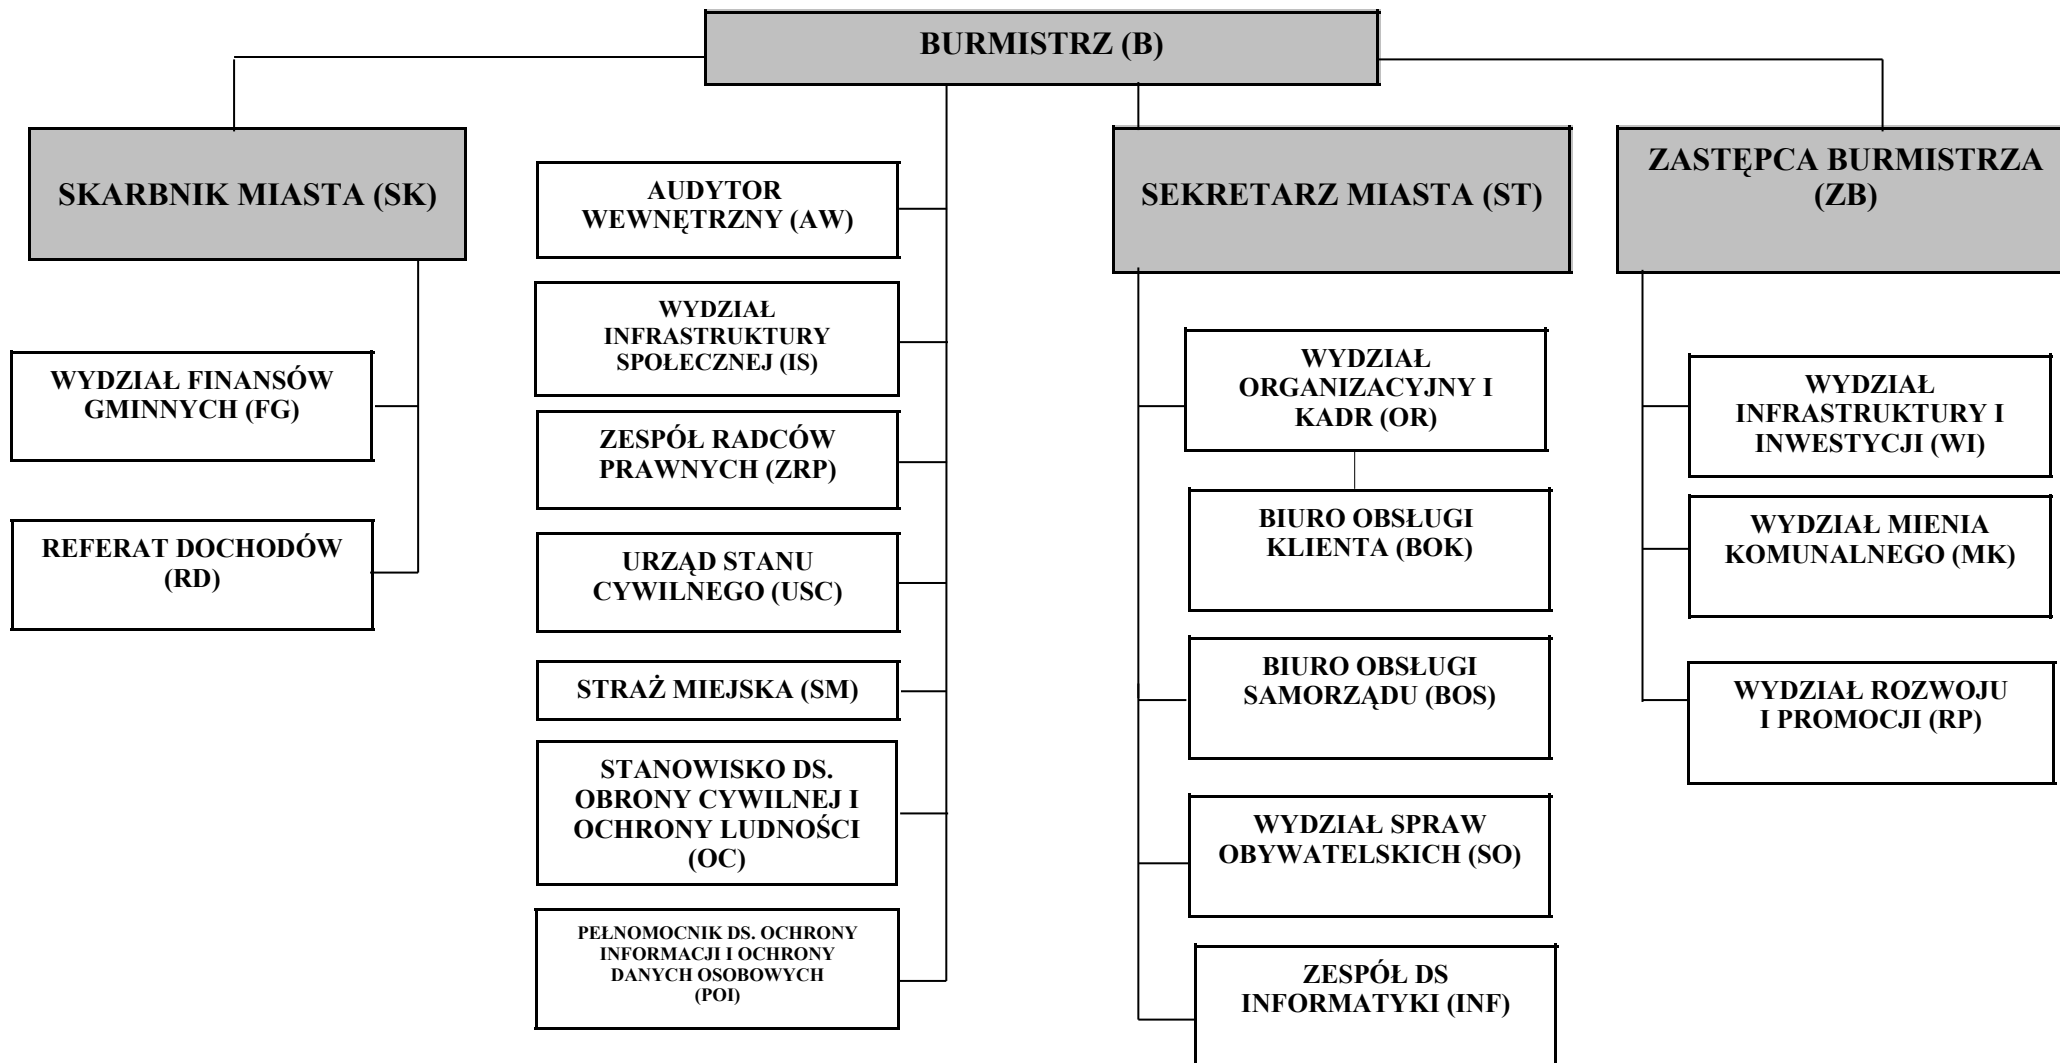 BURMISTRZ (B)
SKARBNIK MIASTA (SK)
WYDZIAŁ FINANSÓW
GMINNYCH (FG)
REFERAT DOCHODÓW
(RD)
AUDYTOR
WEWNĘTRZNY (AW)
WYDZIAŁ
INFRASTRUKTURY
SPOŁECZNEJ (IS)
ZESPÓŁ RADCÓW
PRAWNYCH (ZRP)
URZĄD STANU
CYWILNEGO (USC)
STRAŻ MIEJSKA (SM)
STANOWISKO DS.
OBRONY CYWILNEJ I
OCHRONY LUDNOŚCI
(OC)
PEŁNOMOCNIK DS. OCHRONY
INFORMACJI I OCHRONY
DANYCH OSOBOWYCH
(POI)
SEKRETARZ MIASTA (ST)
WYDZIAŁ
ORGANIZACYJNY I
KADR (OR)
BIURO OBSŁUGI
KLIENTA (BOK)
BIURO OBSŁUGI
SAMORZĄDU (BOS)
WYDZIAŁ SPRAW
OBYWATELSKICH (SO)
ZESPÓŁ DS
INFORMATYKI (INF)
ZASTĘPCA BURMISTRZA
(ZB)
WYDZIAŁ
INFRASTRUKTURY I
INWESTYCJI (WI)
WYDZIAŁ MIENIA
KOMUNALNEGO (MK)
WYDZIAŁ ROZWOJU
I PROMOCJI (RP)